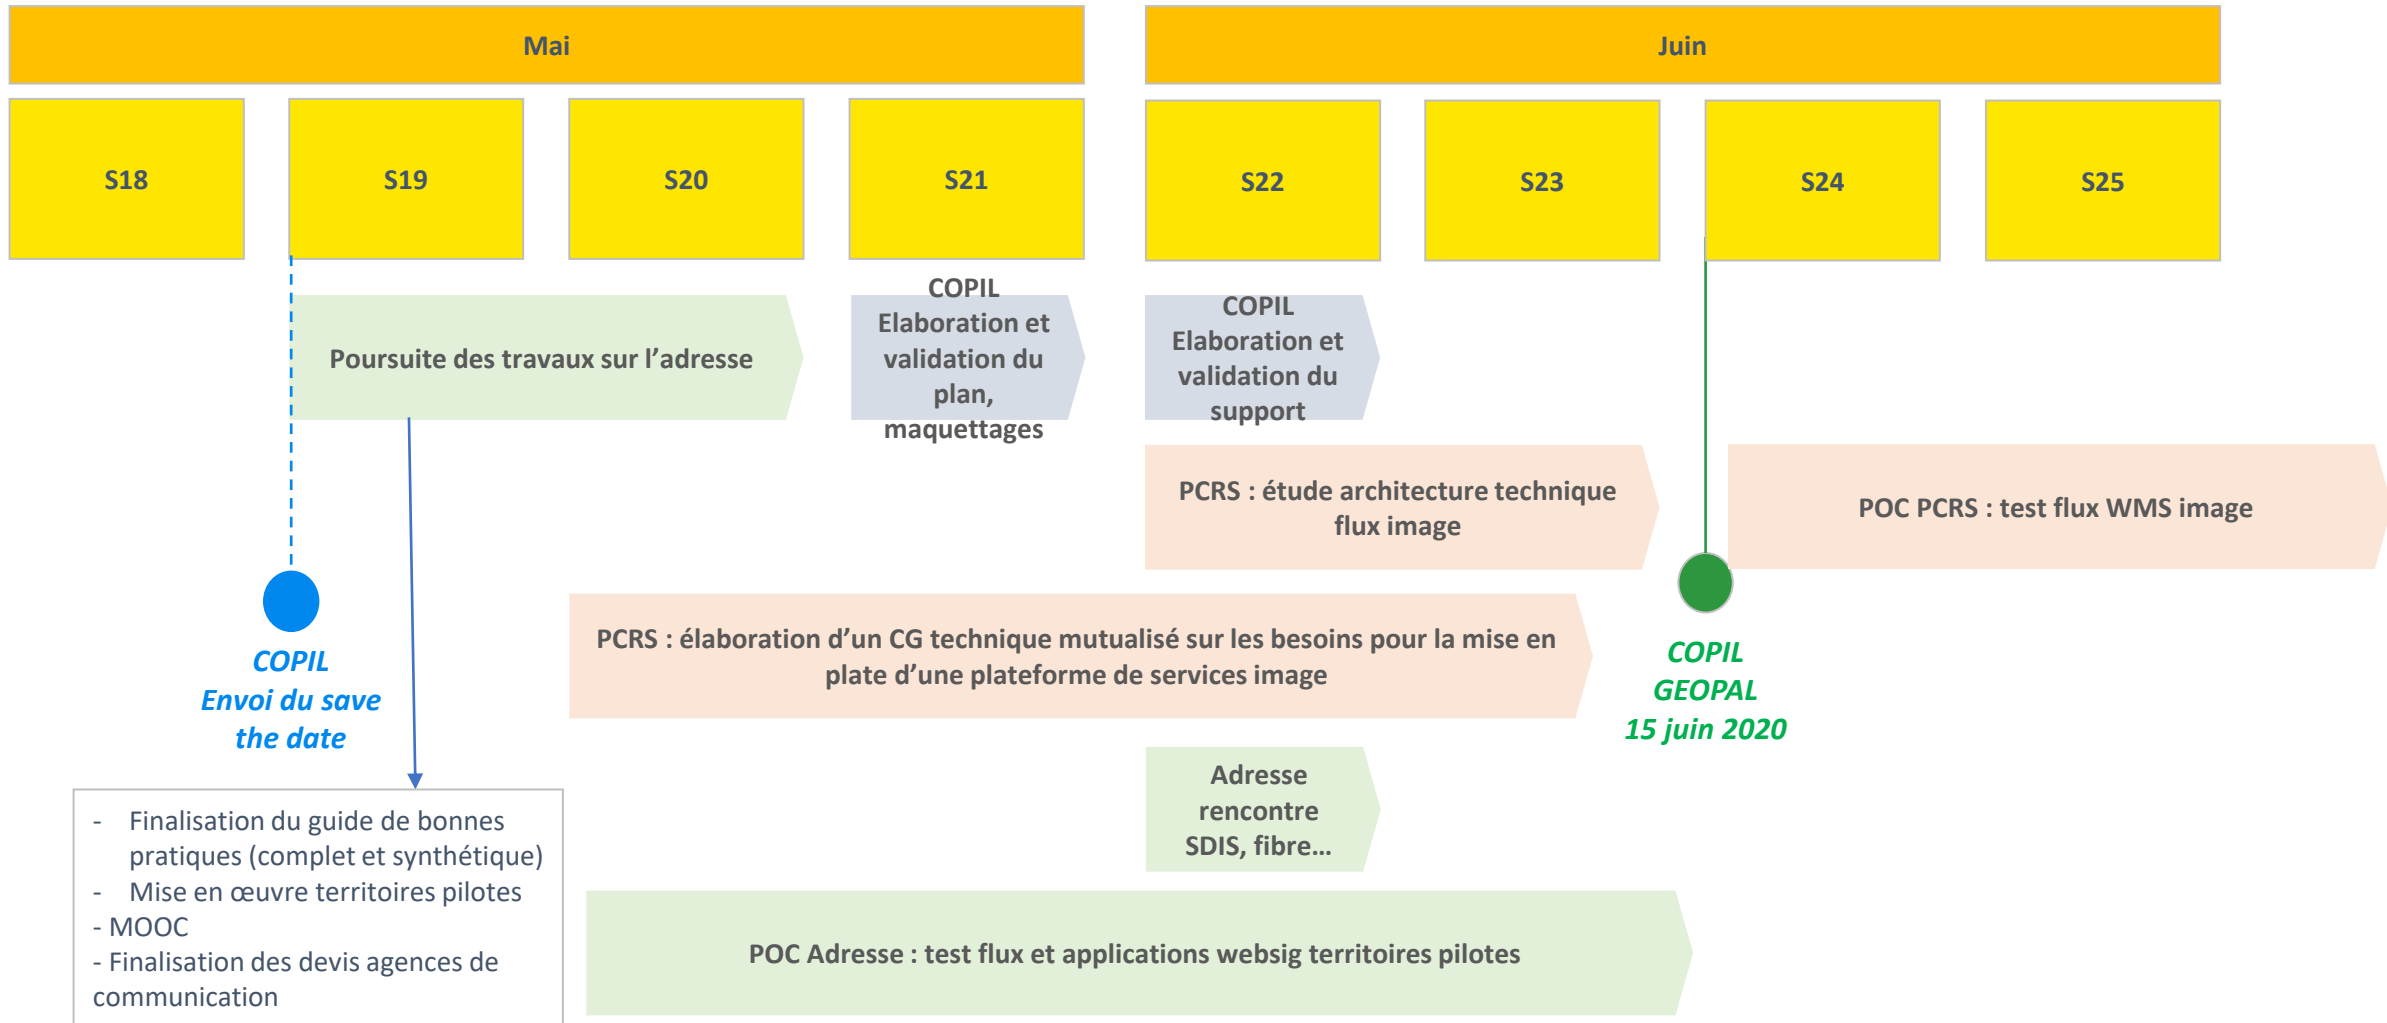 Mai
Juin
S18
S19
S20
S21
S22
S23
S24
S25
Poursuite des travaux sur l’adresse
COPIL
Elaboration et
validation du
plan,
maquettages
COPIL
Elaboration et
validation du
support
PCRS : étude architecture technique
flux image
POC PCRS : test flux WMS image
PCRS : élaboration d’un CG technique mutualisé sur les besoins pour la mise en
plate d’une plateforme de services image
COPIL
Envoi du save
the date
COPIL
GEOPAL
15 juin 2020
Adresse
rencontre
SDIS, fibre…
- Finalisation du guide de bonnes
pratiques (complet et synthétique)
- Mise en œuvre territoires pilotes
- MOOC
- Finalisation des devis agences de
communication
POC Adresse : test flux et applications websig territoires pilotes